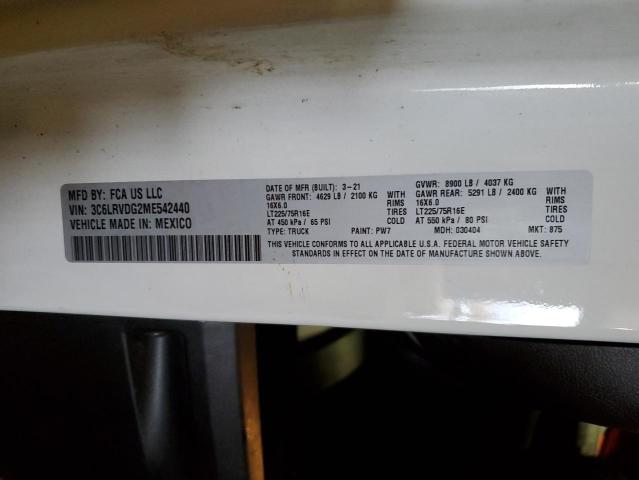 MFD BY: FCA US LLC
VIN: 3C6LRVDG2ME542440
VEHICLE MADE IN: MEXICO
DATE OF MFR (BUILT): 3-21
GAWR FRONT: 4629 LB / 2100 KG WITH
16X6.0 RIMS
LT225/75R16E TIRES
AT 450 kPa / 65 PSI COLD
TYPE: TRUCK PAINT: PW7
GVWR: 8900 LB / 4037 KG
GAWR REAR: 5291 LB / 2400 KG WITH
16X6.0 RIMS
LT225/75R16E TIRES
AT 550 kPa / 80 PSI COLD
MDH: 030404 MKT: 875
THIS VEHICLE CONFORMS TO ALL APPLICABLE U.S.A. FEDERAL MOTOR VEHICLE SAFETY
STANDARDS IN EFFECT ON THE DATE OF MANUFACTURE SHOWN ABOVE.